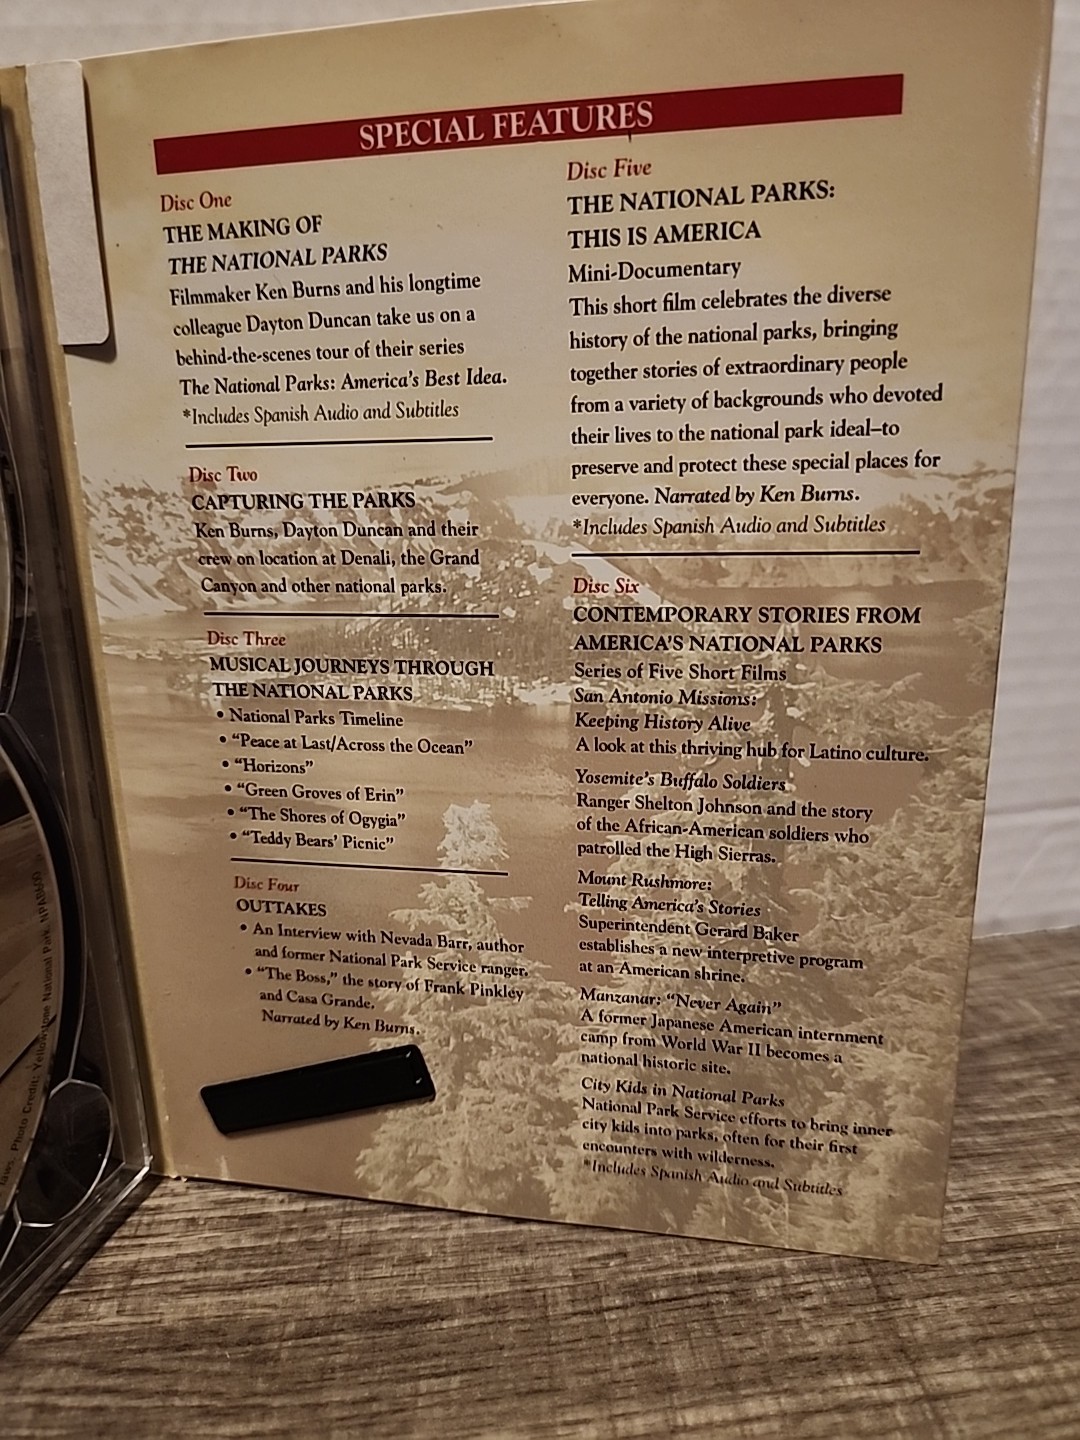 SPECIAL FEATURES
Disc One
THE MAKING OF
THE NATIONAL PARKS
Filmmaker Ken Burns and his longtime
colleague Dayton Duncan take us on a
behind-the-scenes tour of their series
The National Parks: America's Best Idea.
*Includes Spanish Audio and Subtitles
Disc Two
CAPTURING THE PARKS
Ken Burns, Dayton Duncan and their
crew on location at Denali, the Grand
Canyon and other national parks.
Disc Three
MUSICAL JOURNEYS THROUGH
THE NATIONAL PARKS
• National Parks Timeline
• "Peace at Last/Across the Ocean"
• "Horizons"
• "Green Groves of Erin"
• "The Shores of Ogygia"
• "Teddy Bears' Picnic"
Disc Four
OUTTAKES
• An Interview with Nevada Barr, author
and former National Park Service ranger.
• "The Boss," the story of Frank Pinkley
and Casa Grande.
Narrated by Ken Burns.
Disc Five
THE NATIONAL PARKS:
THIS IS AMERICA
Mini-Documentary
This short film celebrates the diverse
history of the national parks, bringing
together stories of extraordinary people
from a variety of backgrounds who devoted
their lives to the national park ideal–to
preserve and protect these special places for
everyone. Narrated by Ken Burns.
*Includes Spanish Audio and Subtitles
Disc Six
CONTEMPORARY STORIES FROM
AMERICA'S NATIONAL PARKS
Series of Five Short Films
San Antonio Missions:
Keeping History Alive
A look at this thriving hub for Latino culture.
Yosemite's Buffalo Soldiers
Ranger Shelton Johnson and the story
of the African-American soldiers who
patrolled the High Sierras.
Mount Rushmore:
Telling America's Stories
Superintendent Gerard Baker
establishes a new interpretive program
at an American shrine.
Manzanar: "Never Again"
A former Japanese American internment
camp from World War II becomes a
national historic site.
City Kids in National Parks
National Park Service efforts to bring inner
city kids into parks, often for their first
encounters with wilderness.
*Includes Spanish Audio and Subtitles
laws. Photo Credit: Yellowstone National Park.